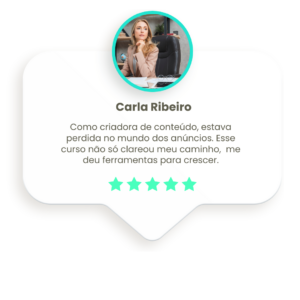 Carla Ribeiro
Como criadora de conteúdo, estava
perdida no mundo dos anúncios. Esse
curso não só clareou meu caminho, me
deu ferramentas para crescer.